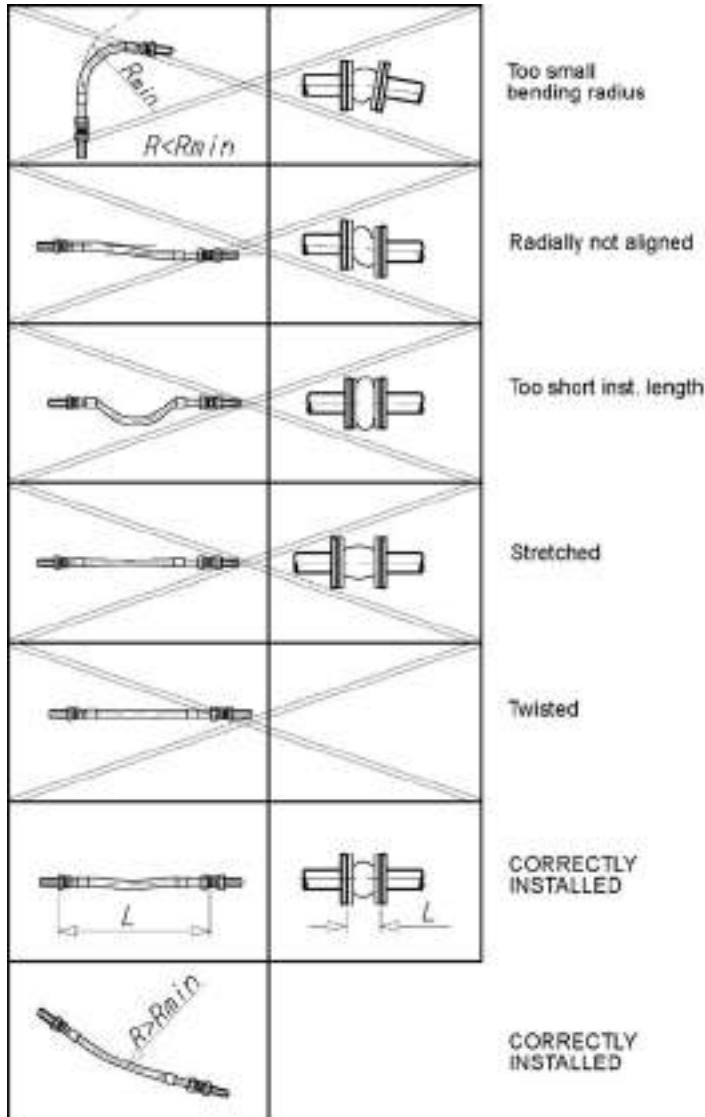 Rmin
R<Rmin
Too small
bending radius
Radially not aligned
Too short inst. length
Stretched
Twisted
L
L
CORRECTLY
INSTALLED
R>Rmin
CORRECTLY
INSTALLED